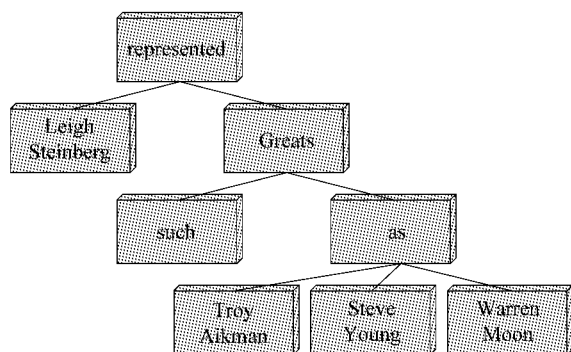 represented
Leigh
Steinberg
Greats
such
as
Troy
Aikman
Steve
Young
Warren
Moon